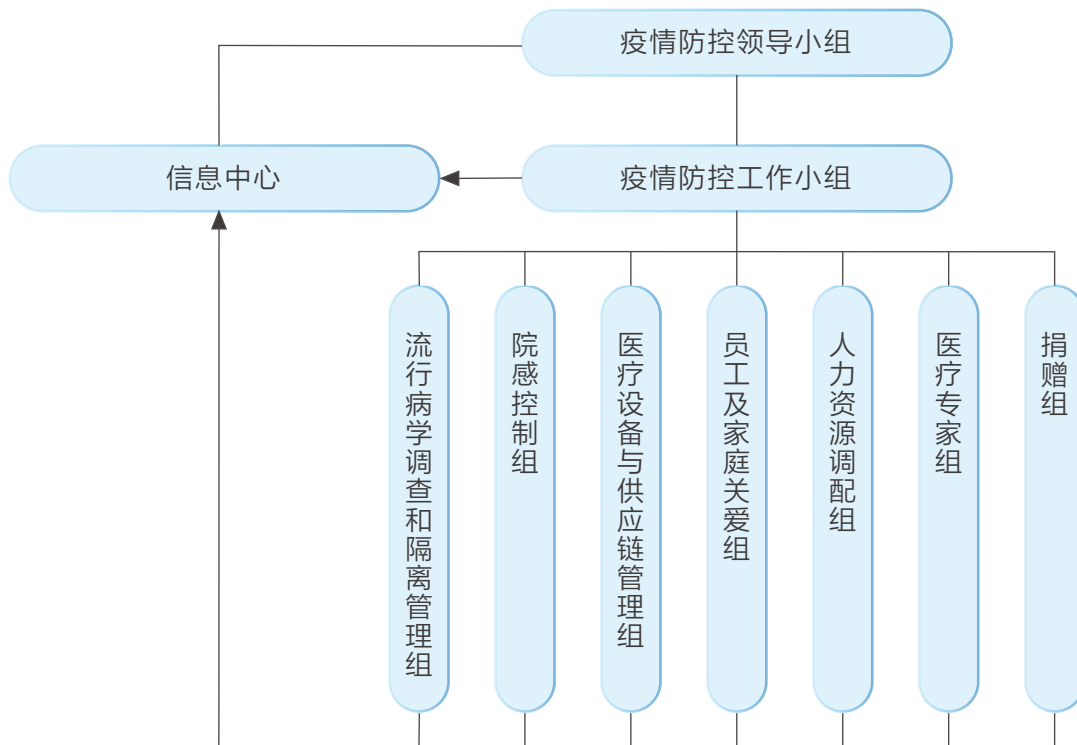 疫情防控领导小组
信息中心
疫情防控工作小组
流行病学调查和隔离管理组
院感控制组
医疗设备与供应链管理组
员工及家庭关爱组
人力资源调配组
医疗专家组
捐赠组